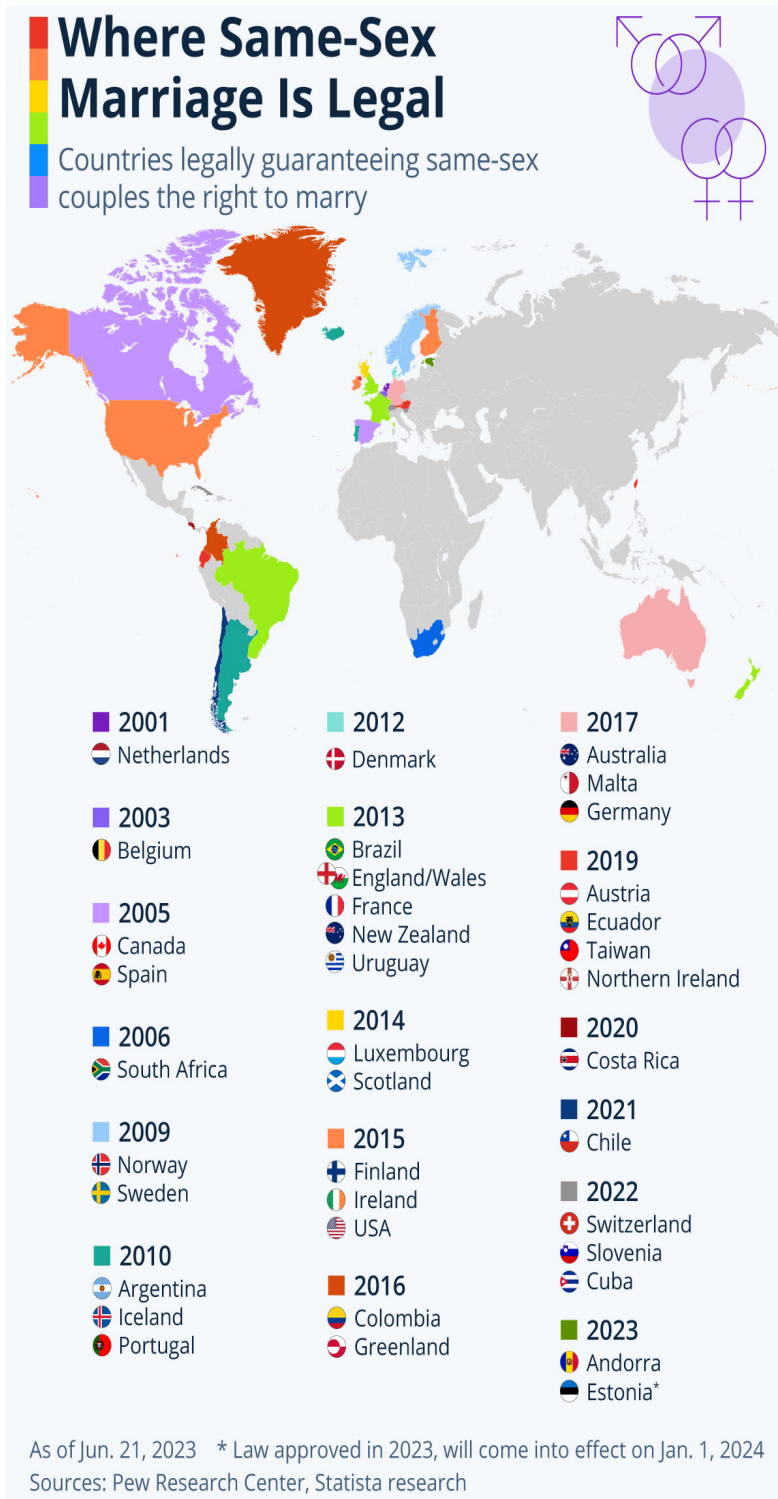 Where Same-Sex
Marriage Is Legal
Countries legally guaranteeing same-sex
couples the right to marry
2001
Netherlands
2003
Belgium
2005
Canada
Spain
2006
South Africa
2009
Norway
Sweden
2010
Argentina
Iceland
Portugal
2012
Denmark
2013
Brazil
England/Wales
France
New Zealand
Uruguay
2014
Luxembourg
Scotland
2015
Finland
Ireland
USA
2016
Colombia
Greenland
2017
Australia
Malta
Germany
2019
Austria
Ecuador
Taiwan
Northern Ireland
2020
Costa Rica
2021
Chile
2022
Switzerland
Slovenia
Cuba
2023
Andorra
Estonia*
As of Jun. 21, 2023 * Law approved in 2023, will come into effect on Jan. 1, 2024
Sources: Pew Research Center, Statista research